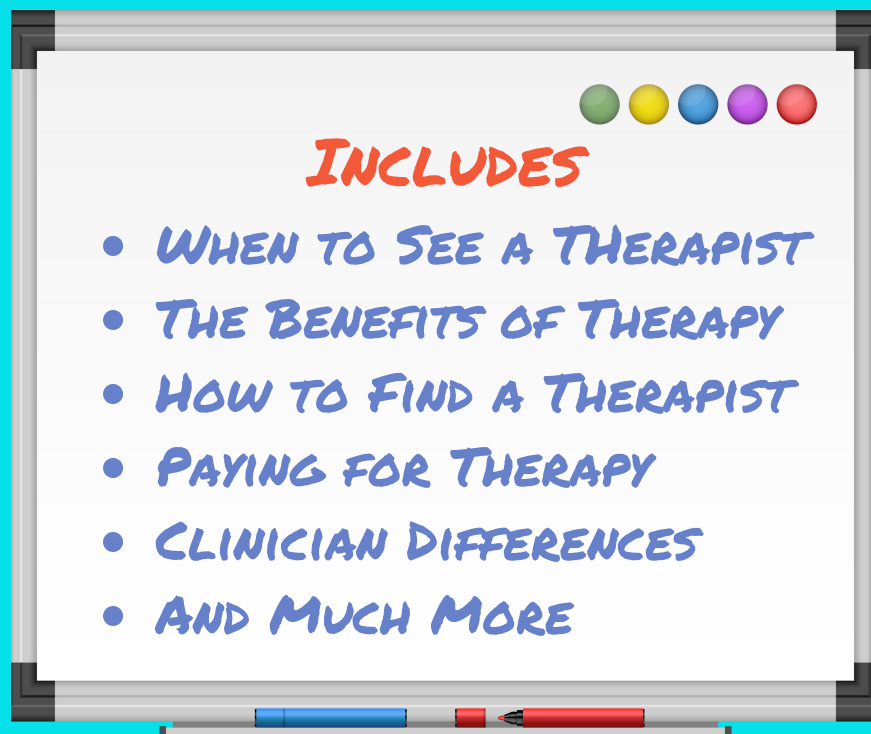 Includes
• When to See a THerapist
• The Benefits of Therapy
• How to Find a Therapist
• Paying for Therapy
• Clinician Differences
• And Much More